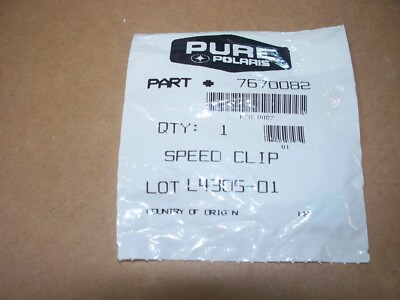 PURE
POLARIS
PART # 7670082
QTY: 1
SPEED CLIP
LOT L4305-01
COUNTRY OF ORIGIN